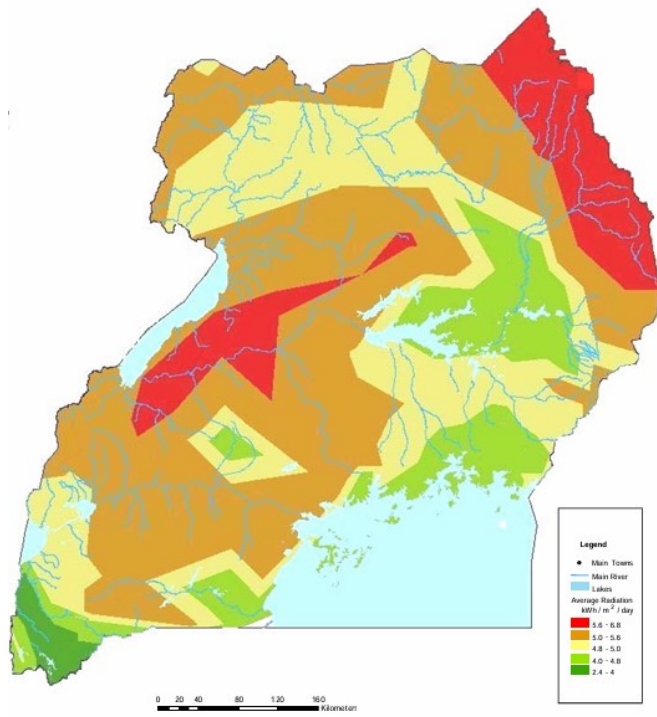 Legend
Main Towns
Main River
Lakes
Average Radiation
kWh / m² / day
5.6 - 6.8
5.0 - 5.6
4.8 - 5.0
4.0 - 4.8
2.4 - 4
0 20 40 80 120 160
Kilometers